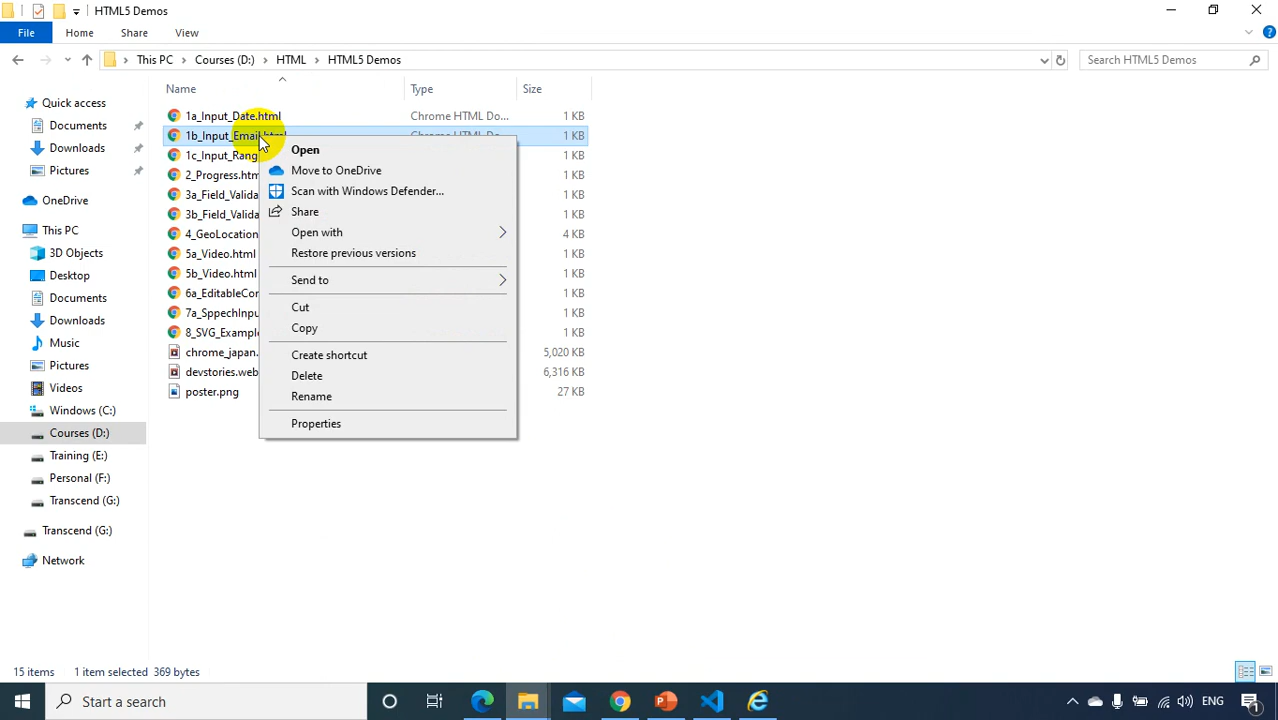 HTML5 Demos
File Home Share View
This PC > Courses (D:) > HTML > HTML5 Demos
Search HTML5 Demos
Name Type Size
Quick access
Documents
Downloads
Pictures
OneDrive
This PC
3D Objects
Desktop
Documents
Downloads
Music
Pictures
Videos
Windows (C:)
Courses (D:)
Training (E:)
Personal (F:)
Transcend (G:)
Transcend (G:)
Network
1a_Input_Date.html Chrome HTML Do... 1 KB
1b_Input_Email.html Chrome HTML Do... 1 KB
1c_Input_Rang 1 KB
2_Progress.htm 1 KB
3a_Field_Valida 1 KB
3b_Field_Valida 1 KB
4_GeoLocation 4 KB
5a_Video.html 1 KB
5b_Video.html 1 KB
6a_EditableCor 1 KB
7a_SppechInpu 1 KB
8_SVG_Example 1 KB
chrome_japan. 5,020 KB
devstories.web 6,316 KB
poster.png 27 KB
Open
Move to OneDrive
Scan with Windows Defender...
Share
Open with
Restore previous versions
Send to
Cut
Copy
Create shortcut
Delete
Rename
Properties
15 items 1 item selected 369 bytes
Start a search
ENG
1